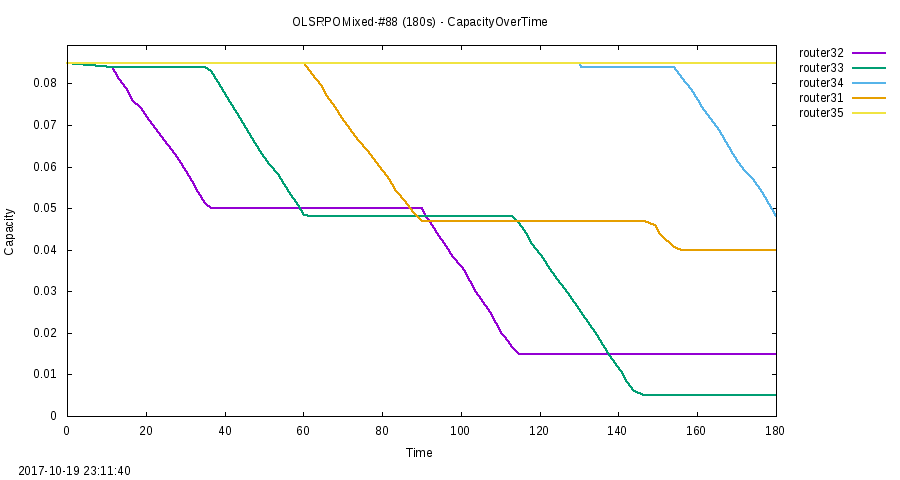 OLSRPOMixed-#88 (180s) - CapacityOverTime
router32
router33
router34
router31
router35
Capacity
0.08
0.07
0.06
0.05
0.04
0.03
0.02
0.01
0
0 20 40 60 80 100 120 140 160 180
Time
2017-10-19 23:11:40